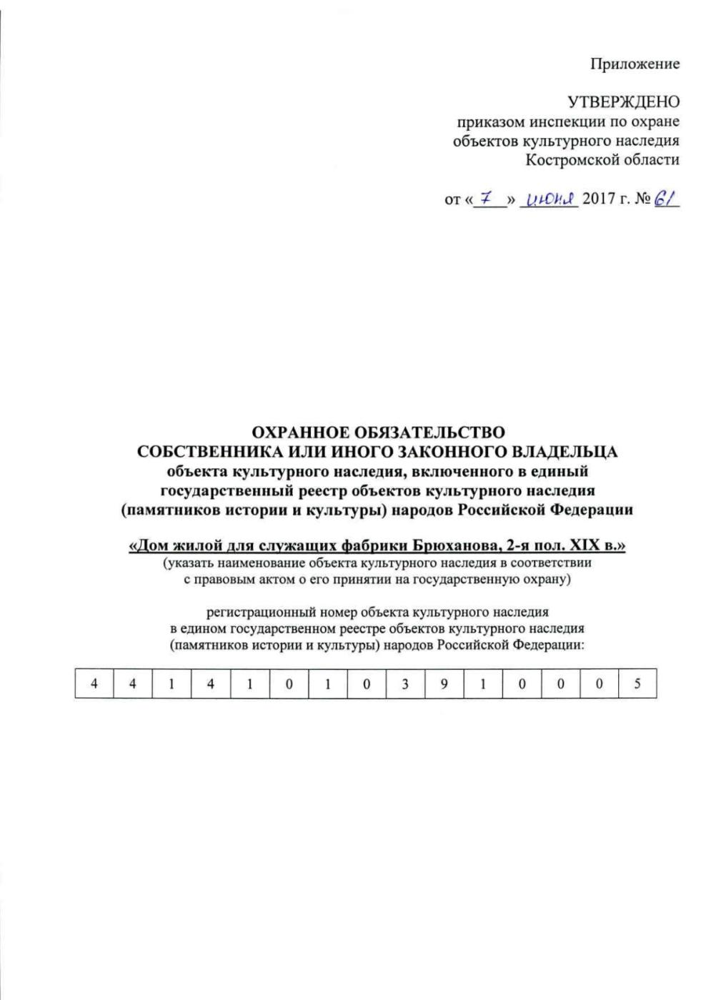 Приложение
УТВЕРЖДЕНО
приказом инспекции по охране
объектов культурного наследия
Костромской области
от «7» июня 2017 г. № 61
ОХРАННОЕ ОБЯЗАТЕЛЬСТВО
СОБСТВЕННИКА ИЛИ ИНОГО ЗАКОННОГО ВЛАДЕЛЬЦА
объекта культурного наследия, включенного в единый
государственный реестр объектов культурного наследия
(памятников истории и культуры) народов Российской Федерации
«Дом жилой для служащих фабрики Брюханова, 2-я пол. XIX в.»
(указать наименование объекта культурного наследия в соответствии
с правовым актом о его принятии на государственную охрану)
регистрационный номер объекта культурного наследия
в едином государственном реестре объектов культурного наследия
(памятников истории и культуры) народов Российской Федерации:
4 4 1 4 1 0 1 0 3 9 1 0 0 0 5